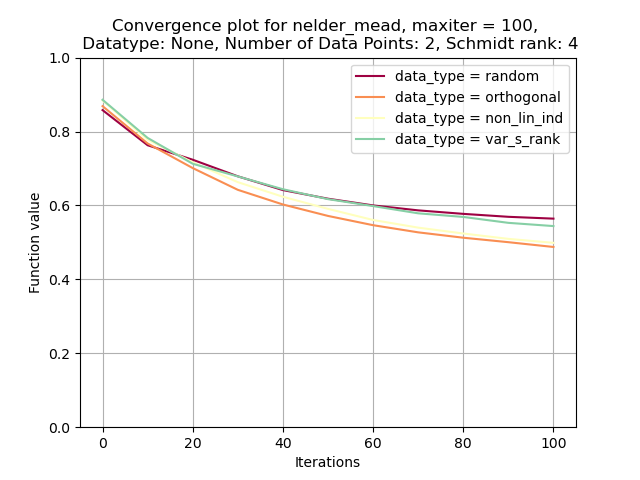 Convergence plot for nelder_mead, maxiter = 100,
Datatype: None, Number of Data Points: 2, Schmidt rank: 4
data_type = random
data_type = orthogonal
data_type = non_lin_ind
data_type = var_s_rank
Function value
1.0
0.8
0.6
0.4
0.2
0.0
0 20 40 60 80 100
Iterations